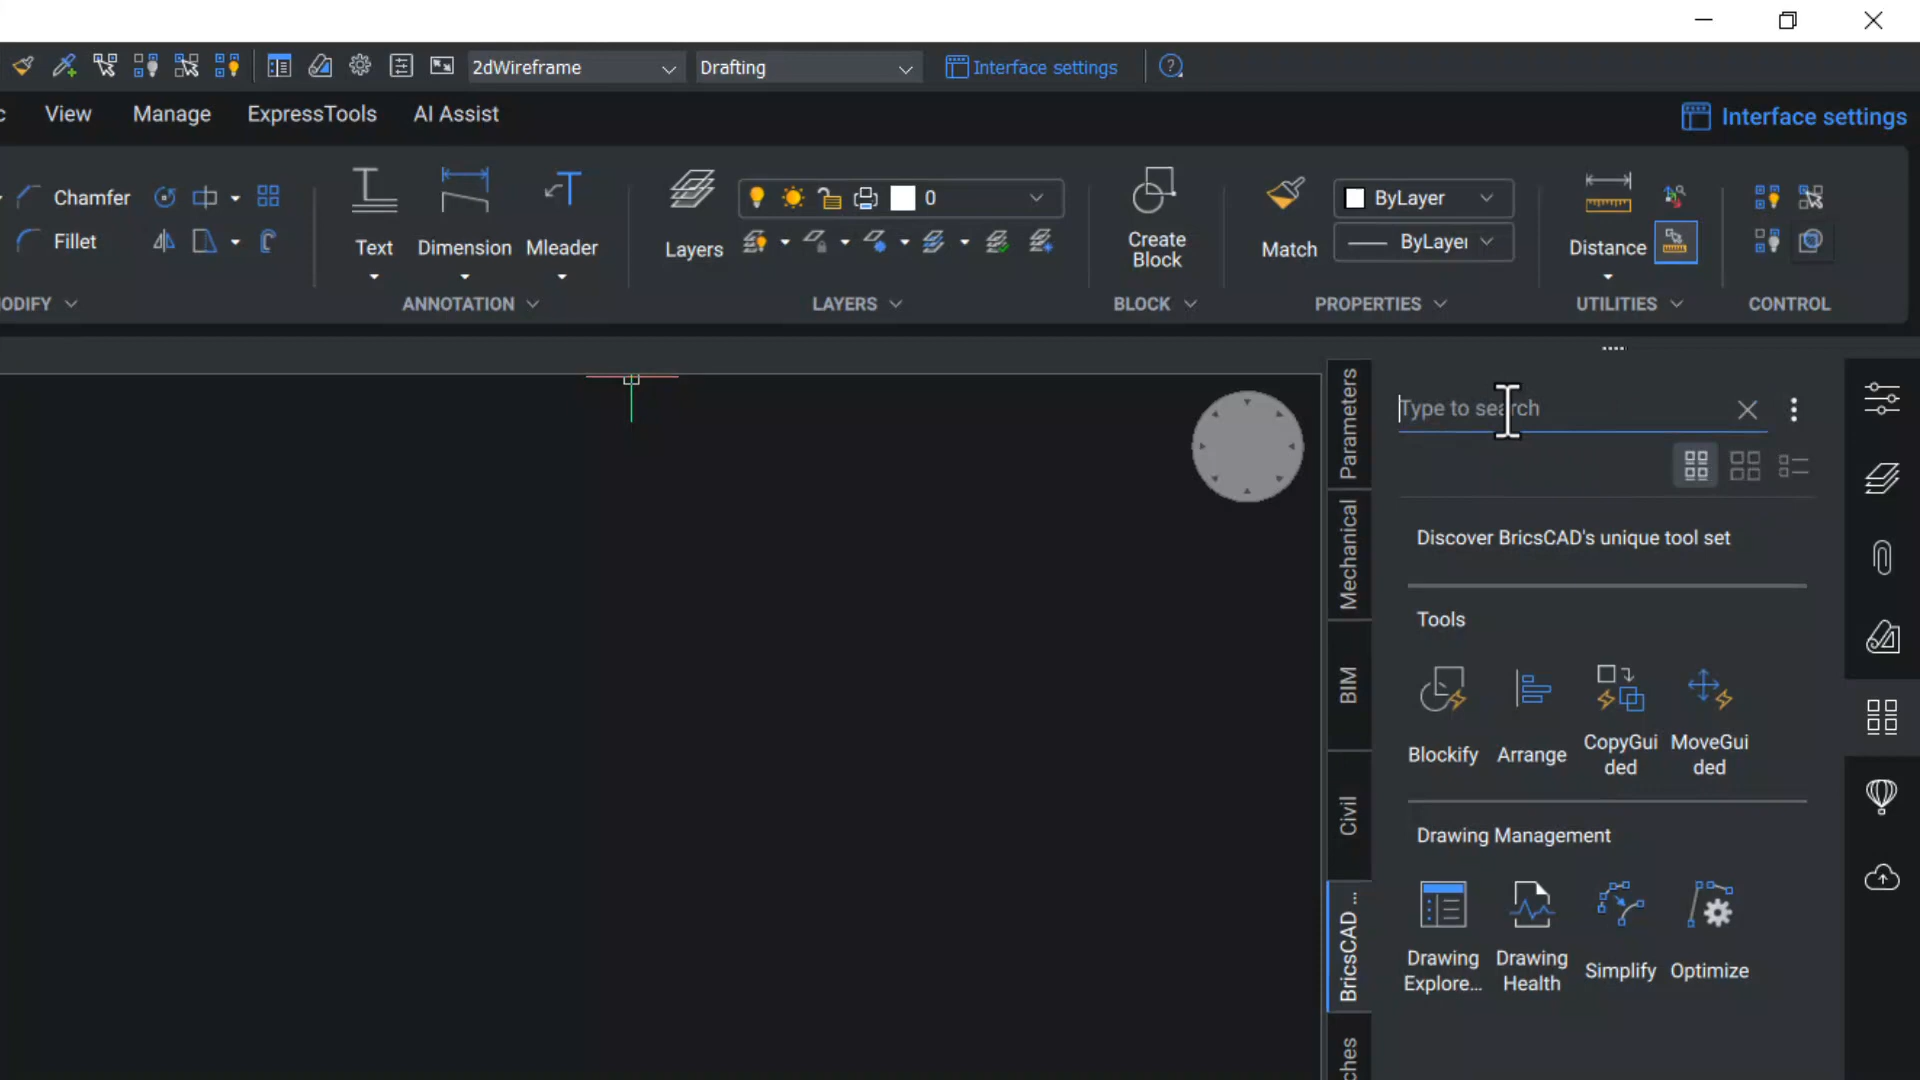 2dWireframe
Drafting
Interface settings
c
View
Manage
ExpressTools
AI Assist
Interface settings
Chamfer
Fillet
Text
Dimension
Mleader
Layers
0
Create
Block
Match
ByLayer
ByLayer
Distance
ODIFY
ANNOTATION
LAYERS
BLOCK
PROPERTIES
UTILITIES
CONTROL
Parameters
Mechanical
BIM
Civil
BricsCAD ...
ches
Type to search
Discover BricsCAD's unique tool set
Tools
Blockify
Arrange
CopyGui
ded
MoveGui
ded
Drawing Management
Drawing
Explore...
Drawing
Health
Simplify
Optimize